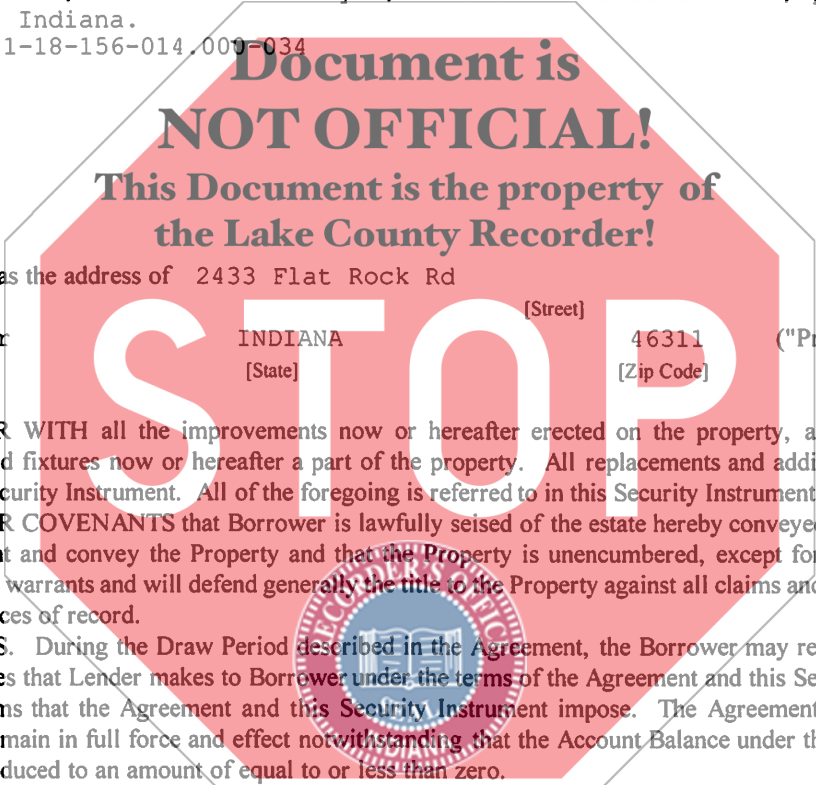 Indiana.
1-18-156-014.000-034
Document is
NOT OFFICIAL!
This Document is the property of
the Lake County Recorder!
as the address of 2433 Flat Rock Rd
[Street]
INDIANA 46311 ("Pr
[State] [Zip Code]
STOP
R WITH all the improvements now or hereafter erected on the property, a
d fixtures now or hereafter a part of the property. All replacements and addi
curity Instrument. All of the foregoing is referred to in this Security Instrument
R COVENANTS that Borrower is lawfully seised of the estate hereby conveyed
t and convey the Property and that the Property is unencumbered, except for
warrants and will defend generally the title to the Property against all claims and
ces of record.
S. During the Draw Period described in the Agreement, the Borrower may re
es that Lender makes to Borrower under the terms of the Agreement and this Se
ns that the Agreement and this Security Instrument impose. The Agreement
main in full force and effect notwithstanding that the Account Balance under th
duced to an amount of equal to or less than zero.
RECORDER'S OFFICE
INDIANA